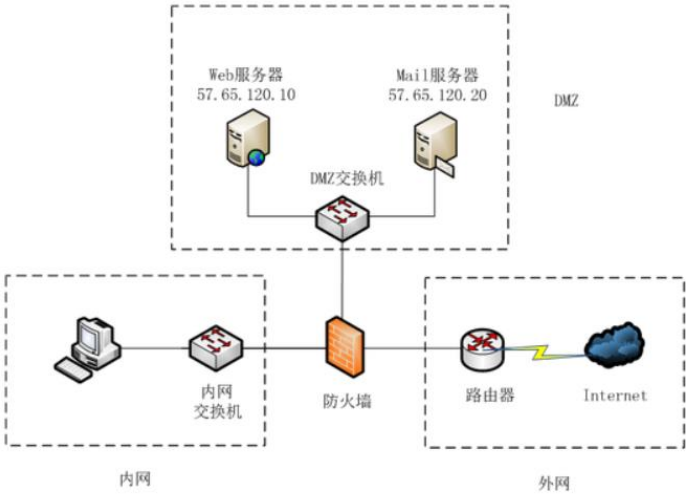 Web服务器
57.65.120.10
Mail服务器
57.65.120.20
DMZ
DMZ交换机
内网
交换机
防火墙
路由器
Internet
内网
外网